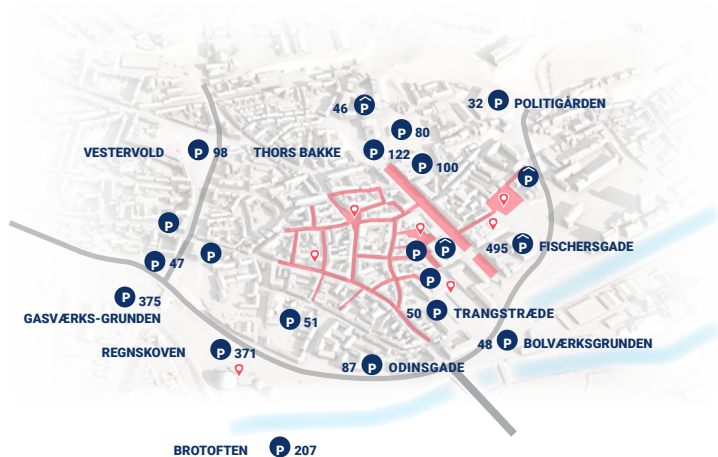 P
46 P
32 P POLITIGÅRDEN
P 80
VESTERVOLD P 98
THORS BAKKE P 122
P 100
P
P
P
P
P
495 P FISCHERSGADE
P 47
P
P 375
GASVÆRKS-GRUNDEN
50 P TRANGSTRÆDE
P 51
48 P BOLVÆRKSGRUNDEN
REGNSKOVEN P 371
87 P ODINSGADE
BROTOFTEN P 207